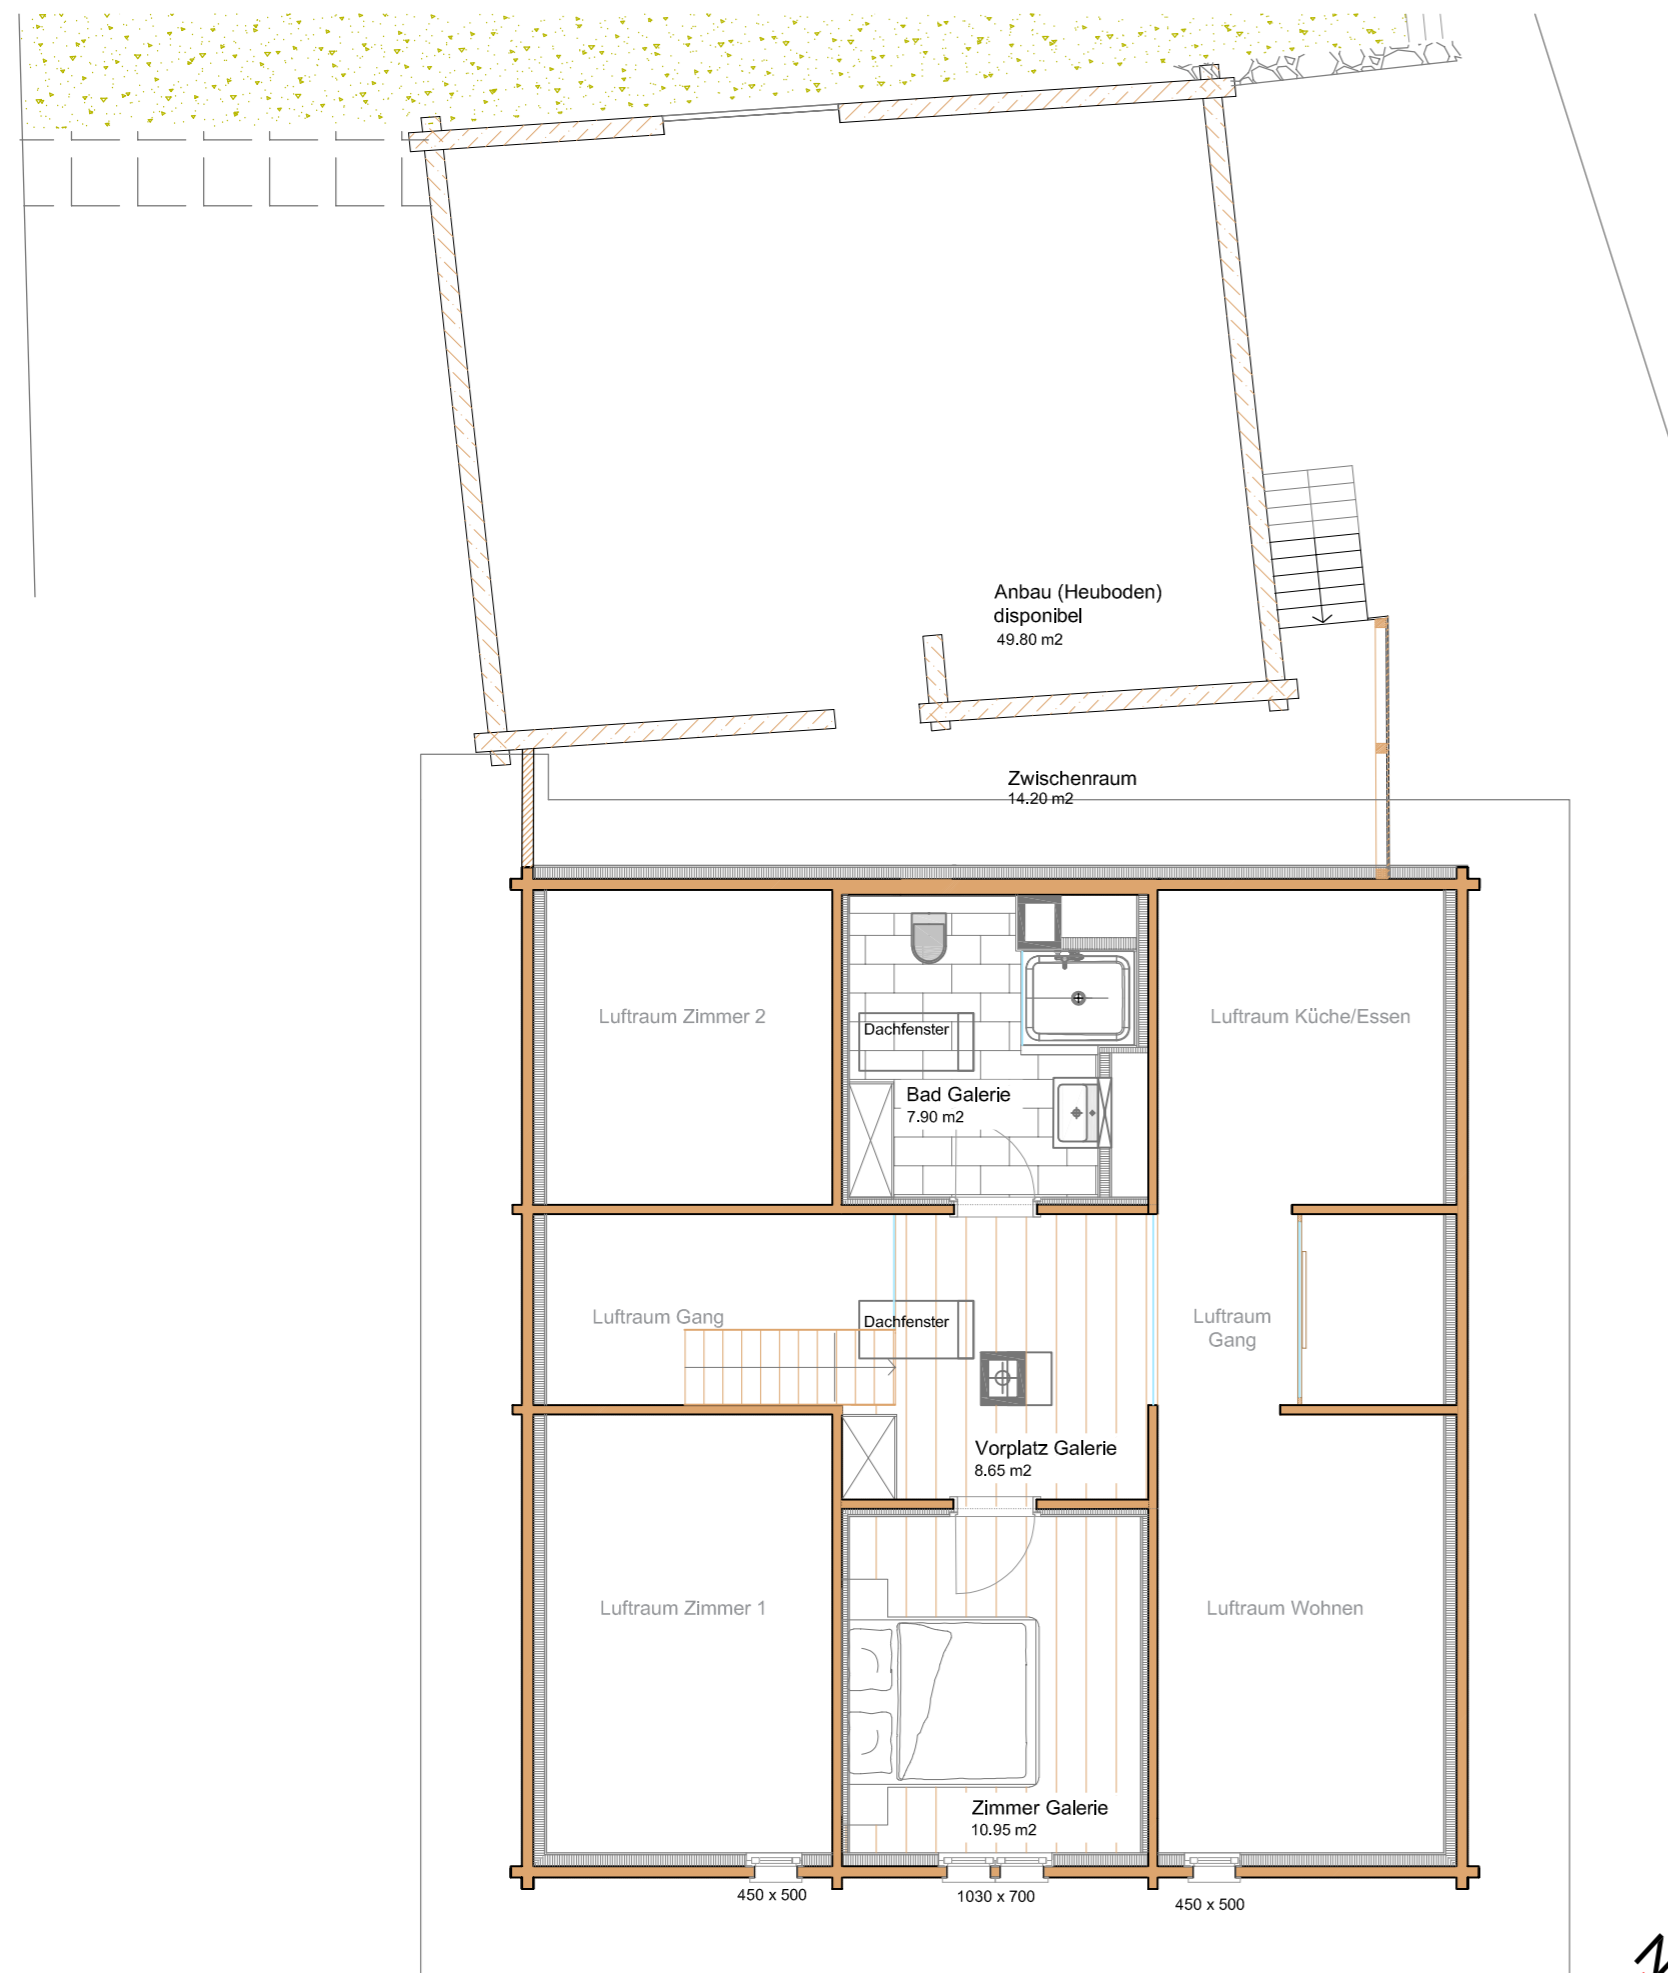 Anbau (Heuboden)
disponibel
49.80 m2
Zwischenraum
14.20 m2
Luftraum Zimmer 2
Luftraum Küche/Essen
Dachfenster
Bad Galerie
7.90 m2
Luftraum Gang
Dachfenster
Luftraum
Gang
Vorplatz Galerie
8.65 m2
Luftraum Zimmer 1
Luftraum Wohnen
Zimmer Galerie
10.95 m2
450 x 500
1030 x 700
450 x 500
N